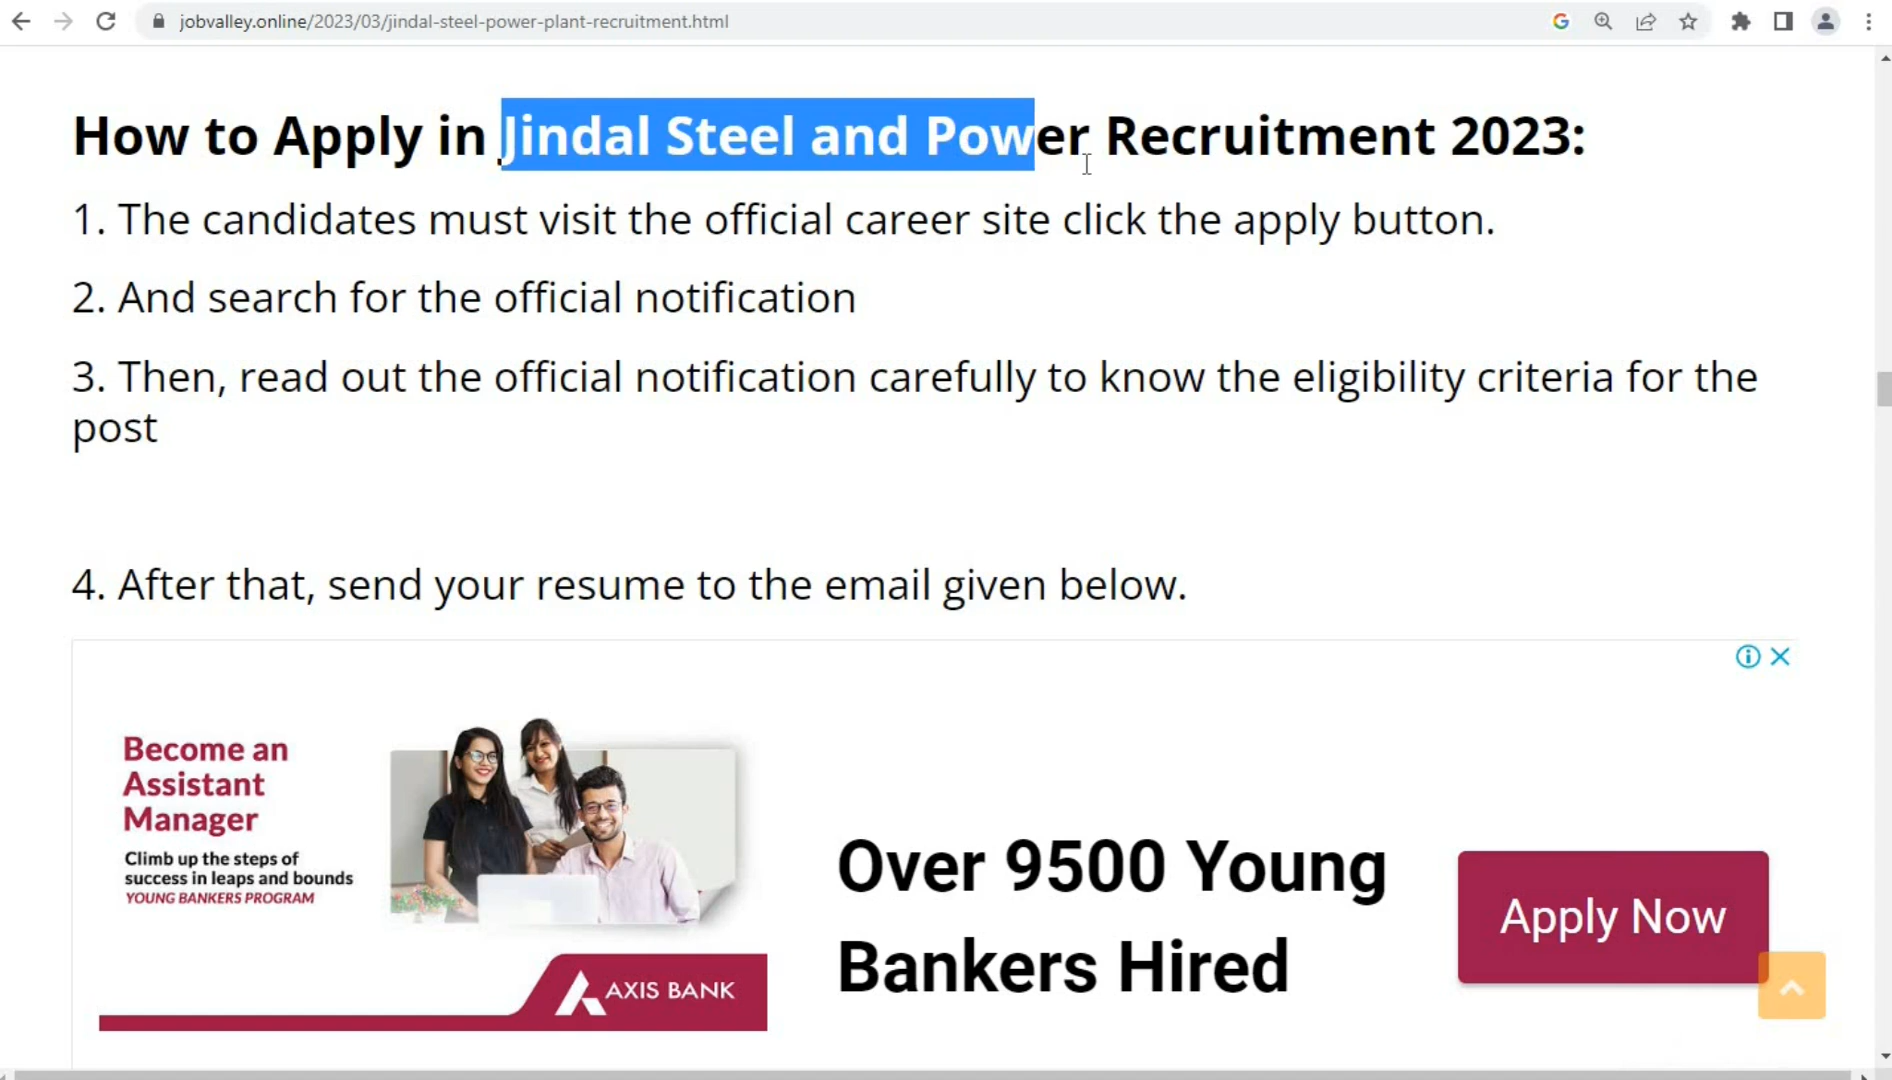 jobvalley.online/2023/03/jindal-steel-power-plant-recruitment.html
How to Apply in Jindal Steel and Power Recruitment 2023:
1. The candidates must visit the official career site click the apply button.
2. And search for the official notification
3. Then, read out the official notification carefully to know the eligibility criteria for the
post
4. After that, send your resume to the email given below.
Become an
Assistant
Manager
Climb up the steps of
success in leaps and bounds
YOUNG BANKERS PROGRAM
AXIS BANK
Over 9500 Young
Bankers Hired
Apply Now